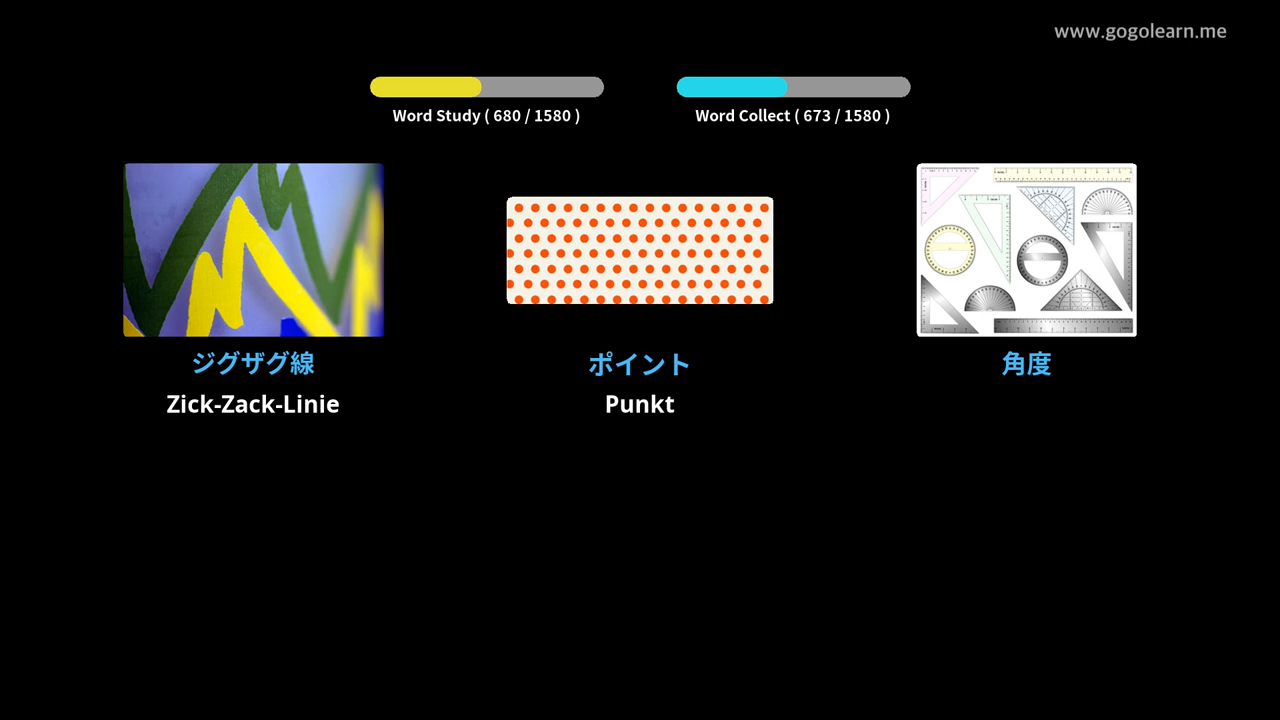 www.gogolearn.me
Word Study ( 680 / 1580 )
Word Collect ( 673 / 1580 )
ジグザグ線
ポイント
角度
Zick-Zack-Linie
Punkt